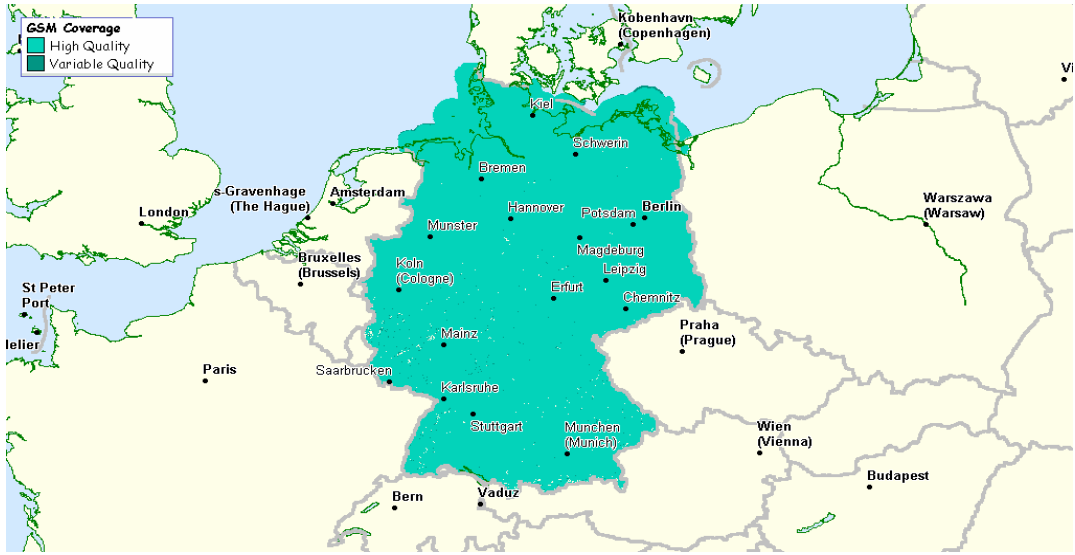 GSM Coverage
High Quality
Variable Quality
Kobenhavn
(Copenhagen)
Kiel
Schwerin
Bremen
s-Gravenhage
(The Hague)
Amsterdam
London
Hannover
Potsdam
Berlin
Warszawa
(Warsaw)
Munster
Magdeburg
Bruxelles
(Brussels)
Koln
(Cologne)
Leipzig
St Peter
Port
Erfurt
Chemnitz
Praha
(Prague)
Mainz
lelier
Paris
Saarbrucken
Karlsruhe
Stuttgart
Munchen
(Munich)
Wien
(Vienna)
Budapest
Bern
Vaduz
Vi